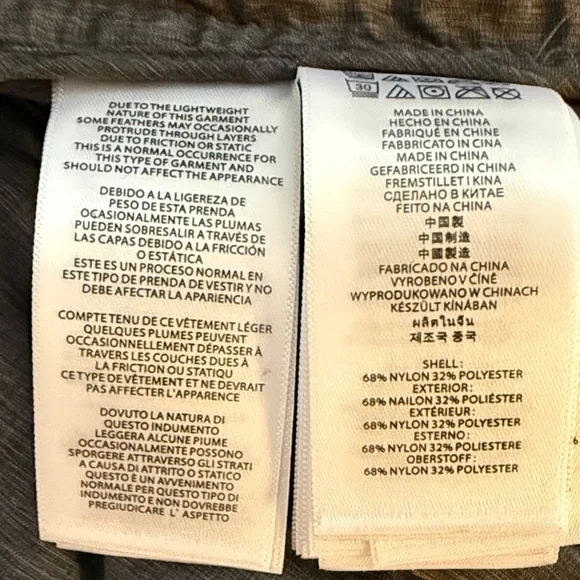 DUE TO THE LIGHTWEIGHT
NATURE OF THIS GARMENT
SOME FEATHERS MAY OCCASIONALLY
PROTRUDE THROUGH LAYERS
DUE TO FRICTION OR STATIC
THIS IS A NORMAL OCCURRENCE FOR
THIS TYPE OF GARMENT AND
SHOULD NOT AFFECT THE APPEARANCE
DEBIDO A LA LIGEREZA DE
PESO DE ESTA PRENDA
OCASIONALMENTE LAS PLUMAS
PUEDEN SOBRESALIR A TRAVÉS DE
LAS CAPAS DEBIDO A LA FRICCIÓN
O ESTÁTICA
ESTE ES UN PROCESO NORMAL EN
ESTE TIPO DE PRENDA DE VESTIR Y NO
DEBE AFECTAR LA APARIENCIA
COMPTE TENU DE CE VÊTEMENT LÉGER
QUELQUES PLUMES PEUVENT
OCCASIONNELLEMENT DÉPASSER À
TRAVERS LES COUCHES DUES À
LA FRICTION OU STATIQU
CE TYPE DE VÊTEMENT ET NE DEVRAIT
PAS AFFECTER L'APPARENCE
DOVUTO LA NATURA DI
QUESTO INDUMENTO
LEGGERA ALCUNE PIUME
OCCASIONALMENTE POSSONO
SPORGERE ATTRAVERSO GLI STRATI
A CAUSA DI ATTRITO O STATICO
QUESTO È UN AVVENIMENTO
NORMALE PER QUESTO TIPO DI
INDUMENTO E NON DOVREBBE
PREGIUDICARE L' ASPETTO
30
MADE IN CHINA
HECHO EN CHINA
FABRIQUÉ EN CHINE
FABBRICATO IN CINA
MADE IN CHINA
GEFABRICEERD IN CHINA
FREMSTILLET I KINA
СДЕЛАНО В КИТАЕ
FEITO NA CHINA
中国製
中国制造
中國製造
FABRICADO NA CHINA
VYROBENO V ČÍNĚ
WYPRODUKOWANO W CHINACH
KÉSZÜLT KÍNÁBAN
ผลิตในจีน
제조국 중국
SHELL:
68% NYLON 32% POLYESTER
EXTERIOR:
68% NAILON 32% POLIÉSTER
EXTÉRIEUR:
68% NYLON 32% POLYESTER
ESTERNO:
68% NYLON 32% POLIESTERE
OBERSTOFF:
68% NYLON 32% POLYESTER